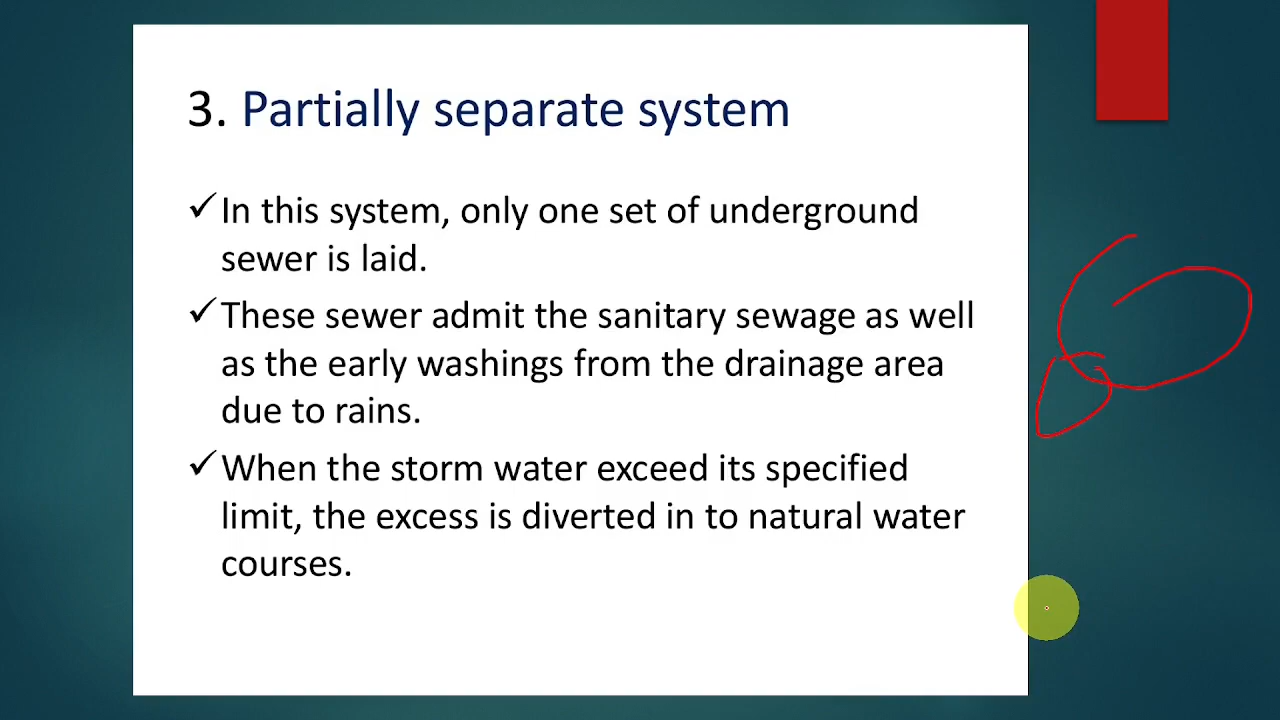 3. Partially separate system
✓In this system, only one set of underground
sewer is laid.
✓These sewer admit the sanitary sewage as well
as the early washings from the drainage area
due to rains.
✓When the storm water exceed its specified
limit, the excess is diverted in to natural water
courses.